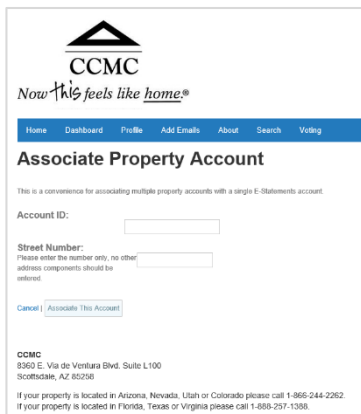 CCMC
Now this feels like home.®
Home Dashboard Profile Add Emails About Search Voting
Associate Property Account
This is a convenience for associating multiple property accounts with a single E-Statements account.
Account ID:
Street Number:
Please enter the number only, no other
address components should be
entered.
Cancel | Associate This Account
CCMC
8360 E. Via de Ventura Blvd. Suite L100
Scottsdale, AZ 85258
If your property is located in Arizona, Nevada, Utah or Colorado please call 1-866-244-2262.
If your property is located in Florida, Texas or Virginia please call 1-888-257-1388.